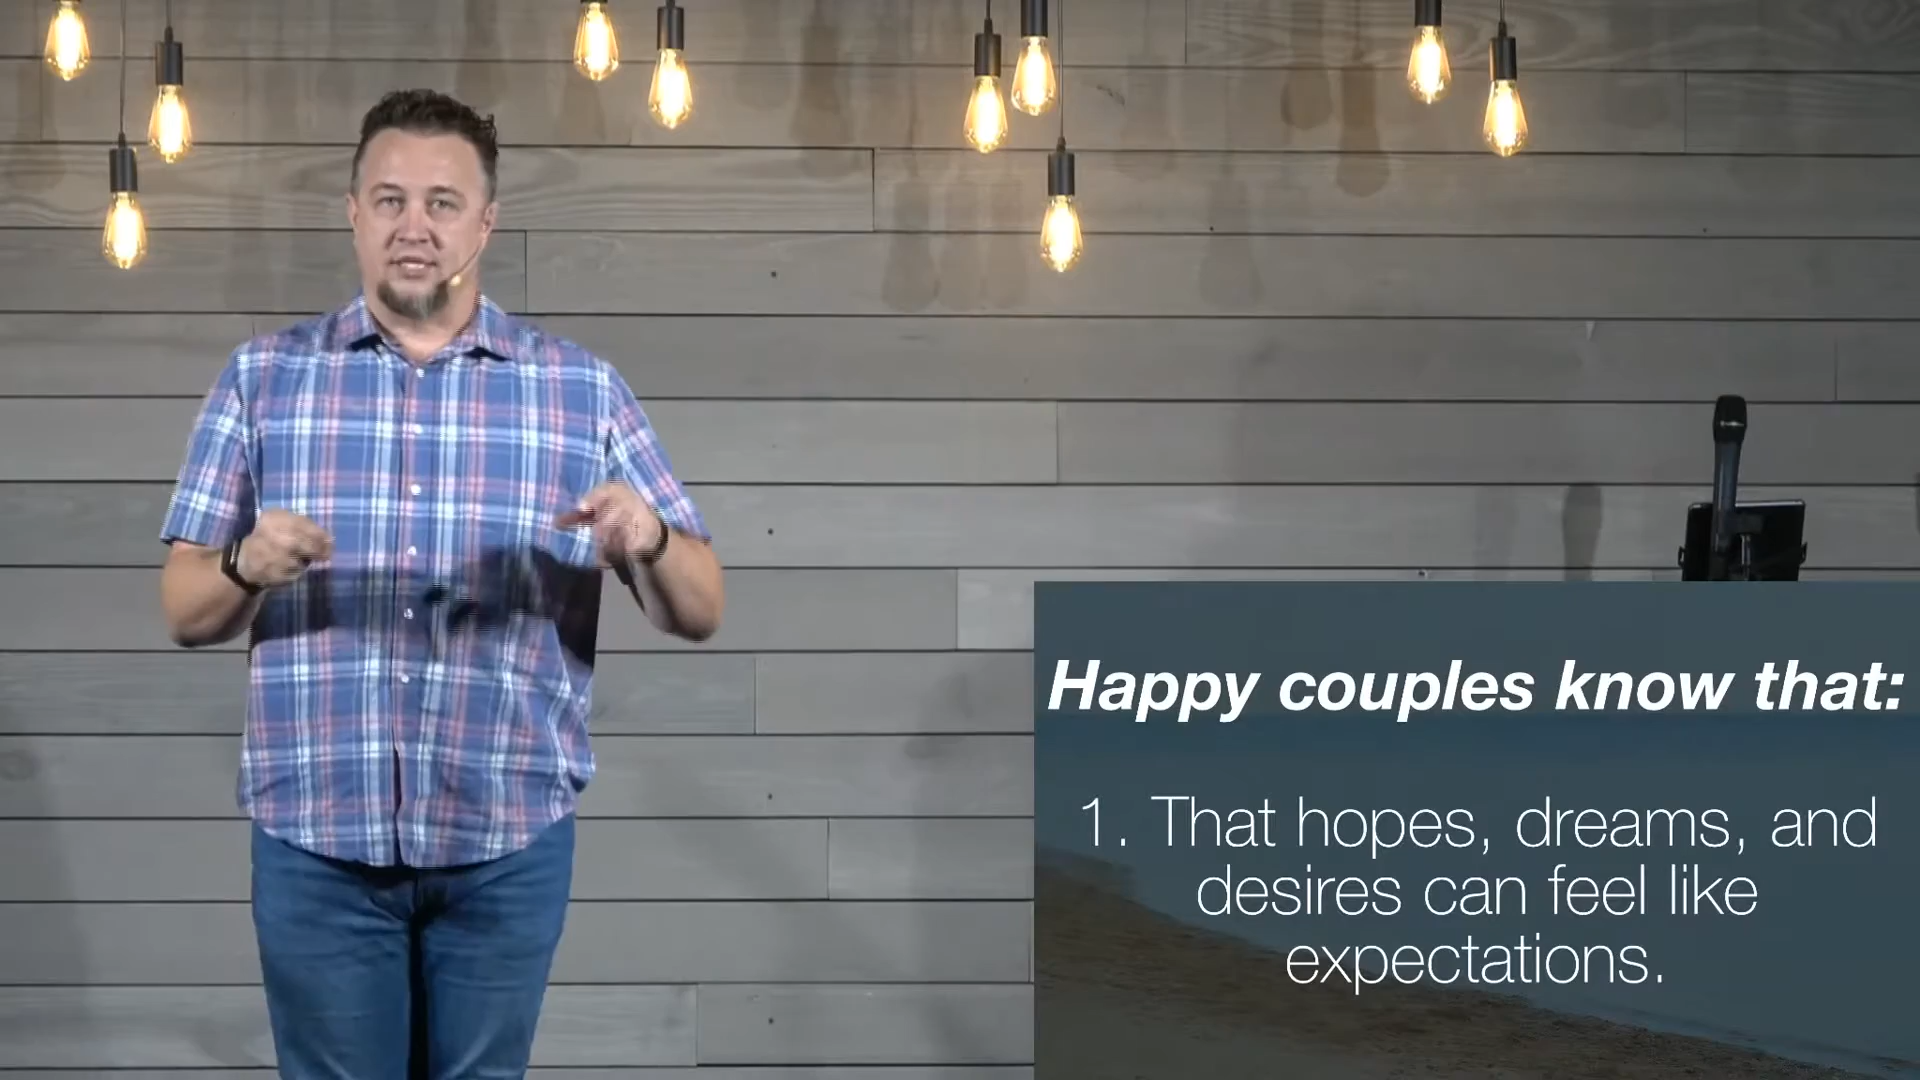 Happy couples know that:
1. That hopes, dreams, and
desires can feel like
expectations.